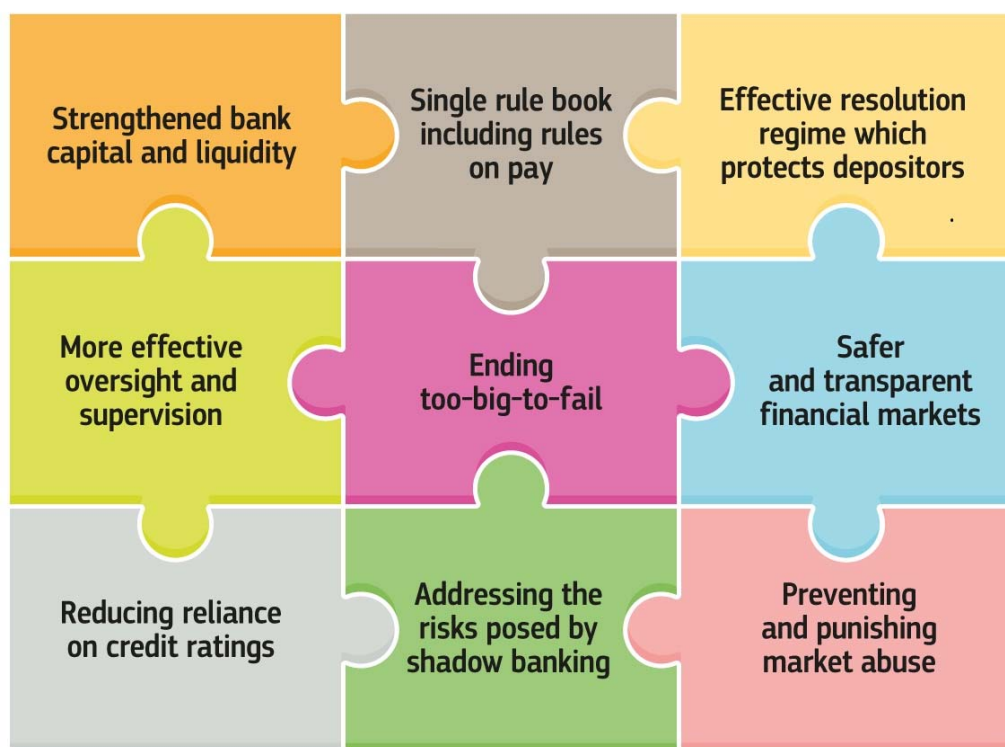 Strengthened bank
capital and liquidity
Single rule book
including rules
on pay
Effective resolution
regime which
protects depositors
.
More effective
oversight and
supervision
Ending
too-big-to-fail
Safer
and transparent
financial markets
Reducing reliance
on credit ratings
Addressing the
risks posed by
shadow banking
Preventing
and punishing
market abuse